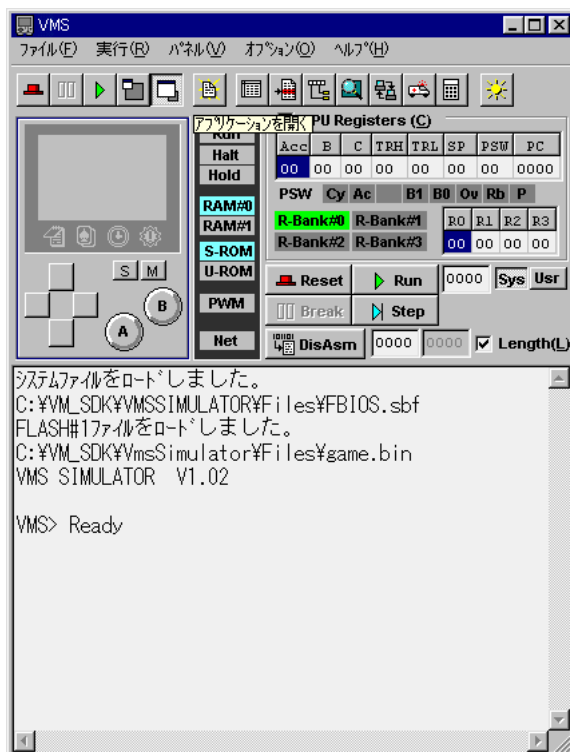 VMS
ファイル(F) 実行(R) パネル(V) オプション(O) ヘルプ(H)
アプリケーションを開く
PU Registers (C)
Run
Halt
Hold
RAM#0
RAM#1
S-ROM
U-ROM
PWM
Net
Acc B C TRH TRL SP PSW PC
00 00 00 00 00 00 00 0000
PSW Cy Ac B1 B0 Ov Rb P
R-Bank#0 R-Bank#1
R-Bank#2 R-Bank#3
R0 R1 R2 R3
00 00 00 00
S M
B
A
Reset Run 0000 Sys Usr
Break Step
DisAsm 0000 0000 Length(L)
システムファイルをロードしました。
C:¥VM_SDK¥VMSSIMULATOR¥Files¥FBIOS.sbf
FLASH#1ファイルをロードしました。
C:¥VM_SDK¥VmsSimulator¥Files¥game.bin
VMS SIMULATOR V1.02
VMS> Ready